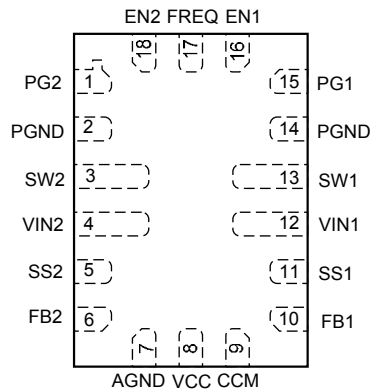 EN2 FREQ EN1
18 17 16
PG2 1 15 PG1
PGND 2 14 PGND
SW2 3 13 SW1
VIN2 4 12 VIN1
SS2 5 11 SS1
FB2 6 10 FB1
7 8 9
AGND VCC CCM